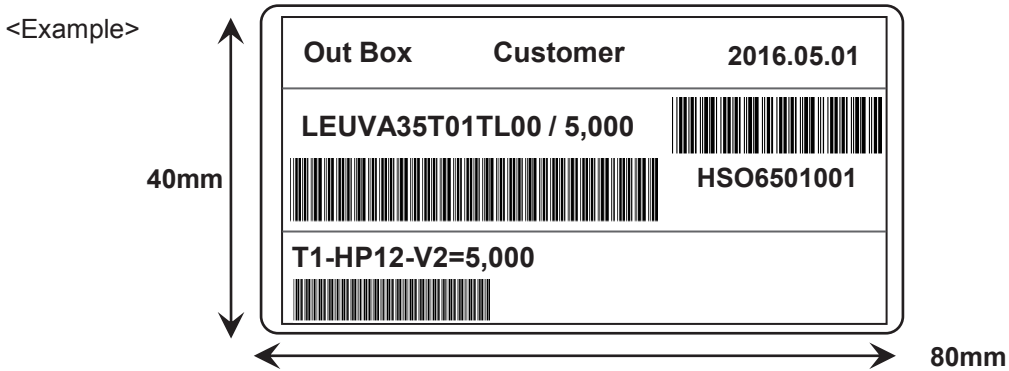 <Example>
Out Box Customer 2016.05.01
LEUVA35T01TL00 / 5,000
HSO6501001
40mm
T1-HP12-V2=5,000
80mm